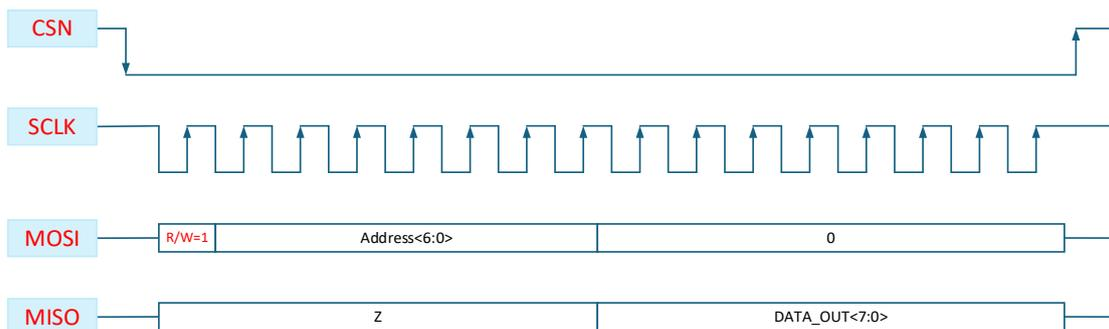 CSN
SCLK
MOSI
R/W=1
Address<6:0>
0
MISO
Z
DATA_OUT<7:0>